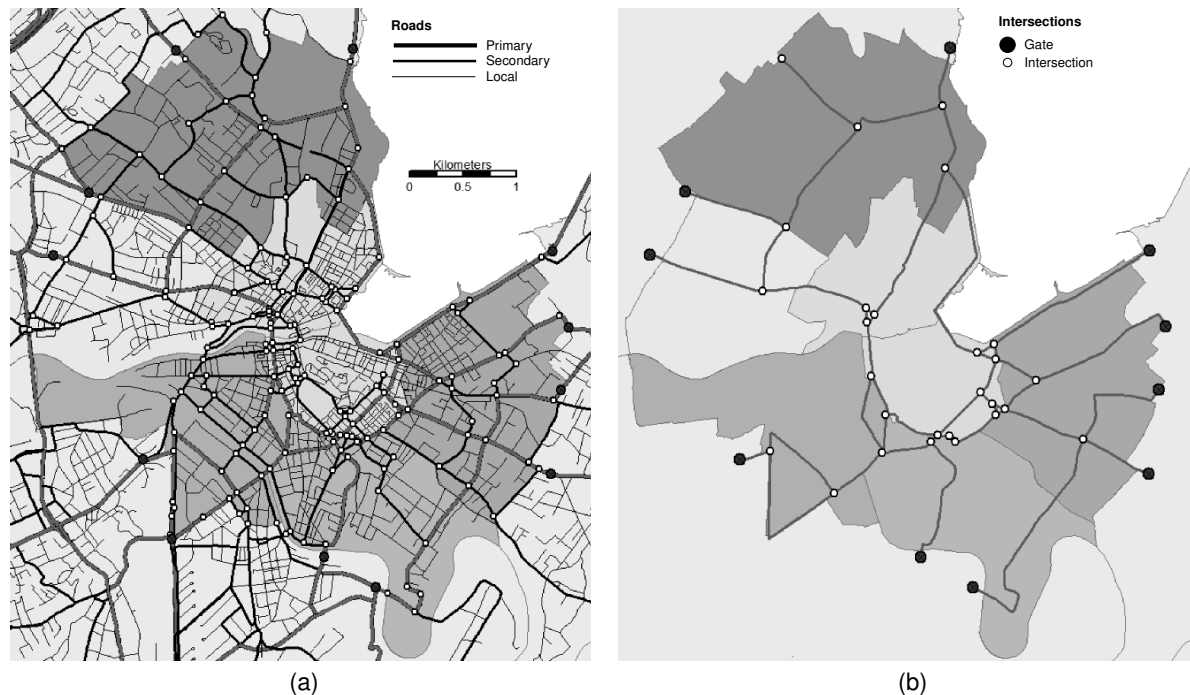 Roads
Primary
Secondary
Local
Kilometers
0 0.5 1
(a)
Intersections
Gate
Intersection
(b)